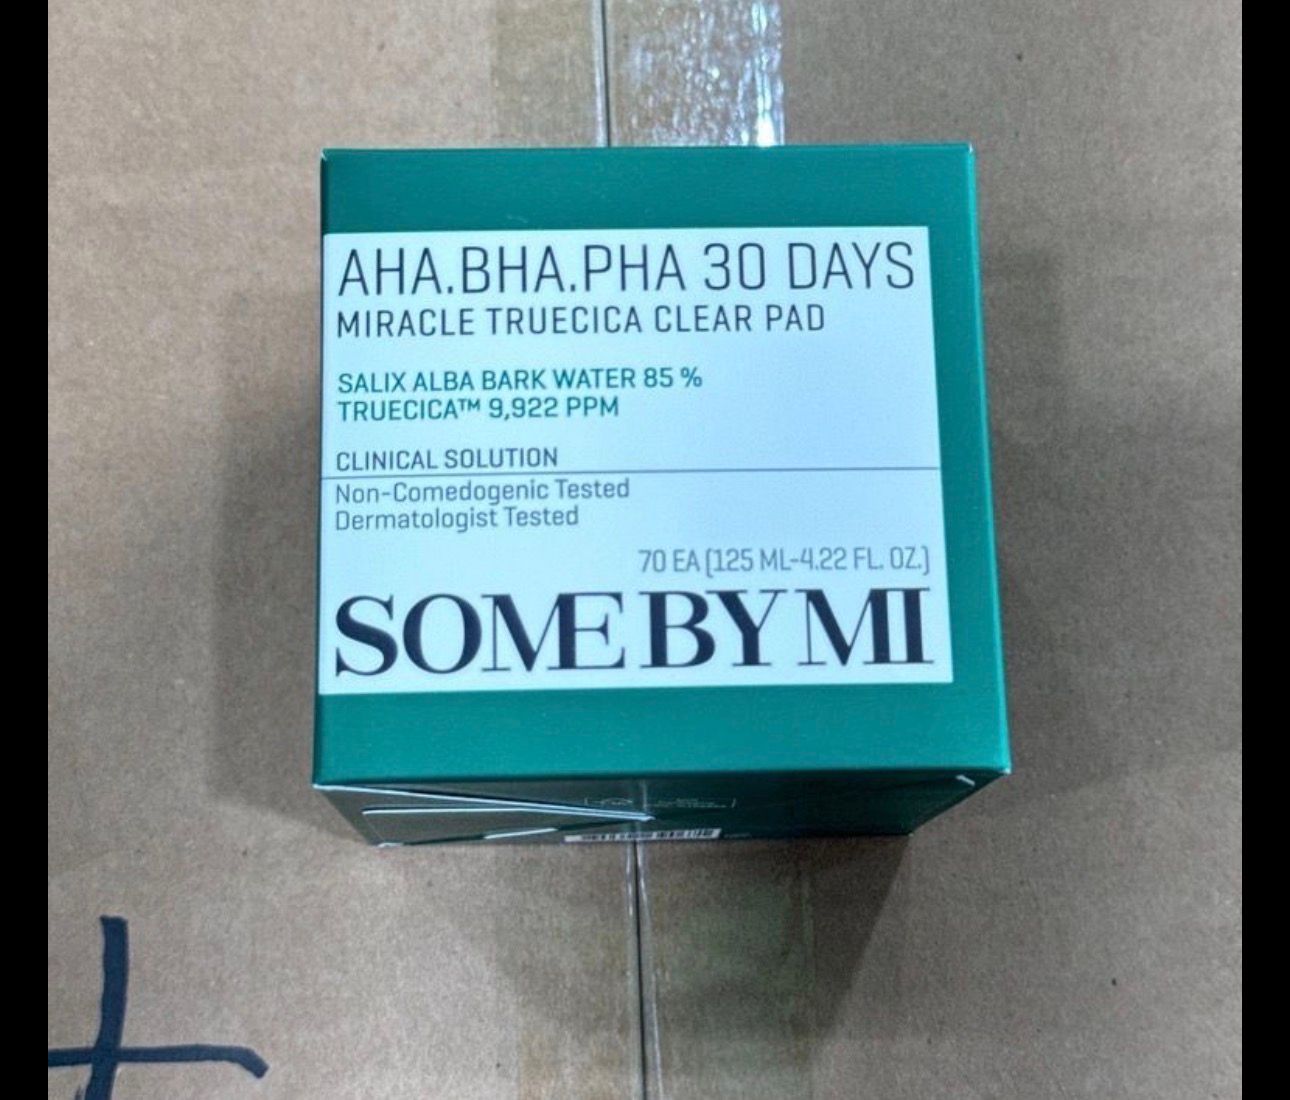 AHA.BHA.PHA 30 DAYS
MIRACLE TRUECICA CLEAR PAD
SALIX ALBA BARK WATER 85 %
TRUECICA™ 9,922 PPM
CLINICAL SOLUTION
Non-Comedogenic Tested
Dermatologist Tested
70 EA [125 ML-4.22 FL. OZ.]
SOME BY MI